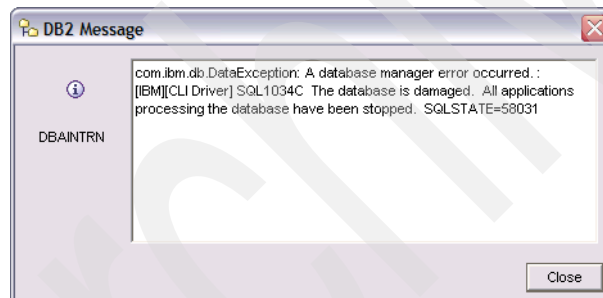 DB2 Message
com.ibm.db.DataException: A database manager error occurred. :
[IBM][CLI Driver] SQL1034C The database is damaged. All applications
processing the database have been stopped. SQLSTATE=58031
DBAINTRN
Close